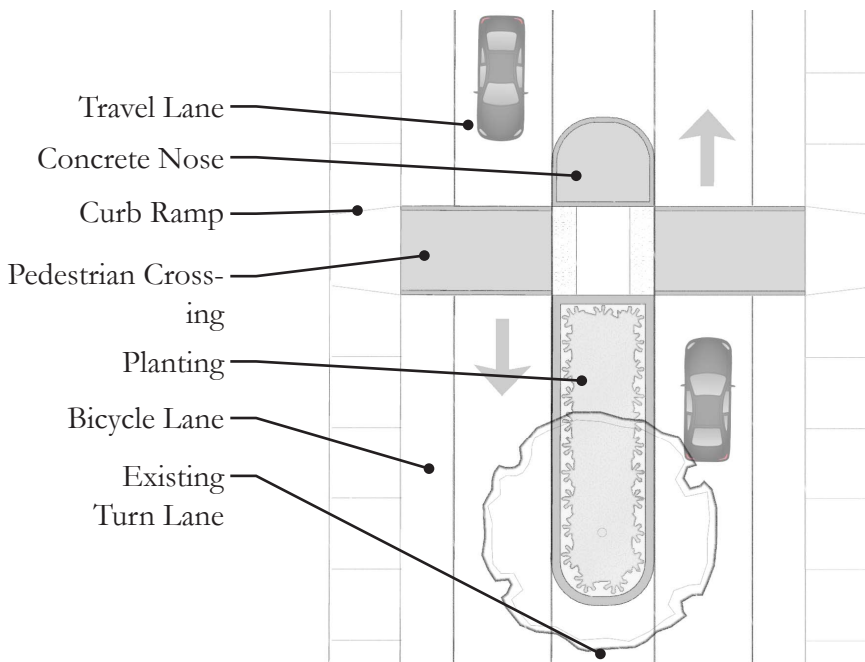 Travel Lane
Concrete Nose
Curb Ramp
Pedestrian Cross-
ing
Planting
Bicycle Lane
Existing
Turn Lane